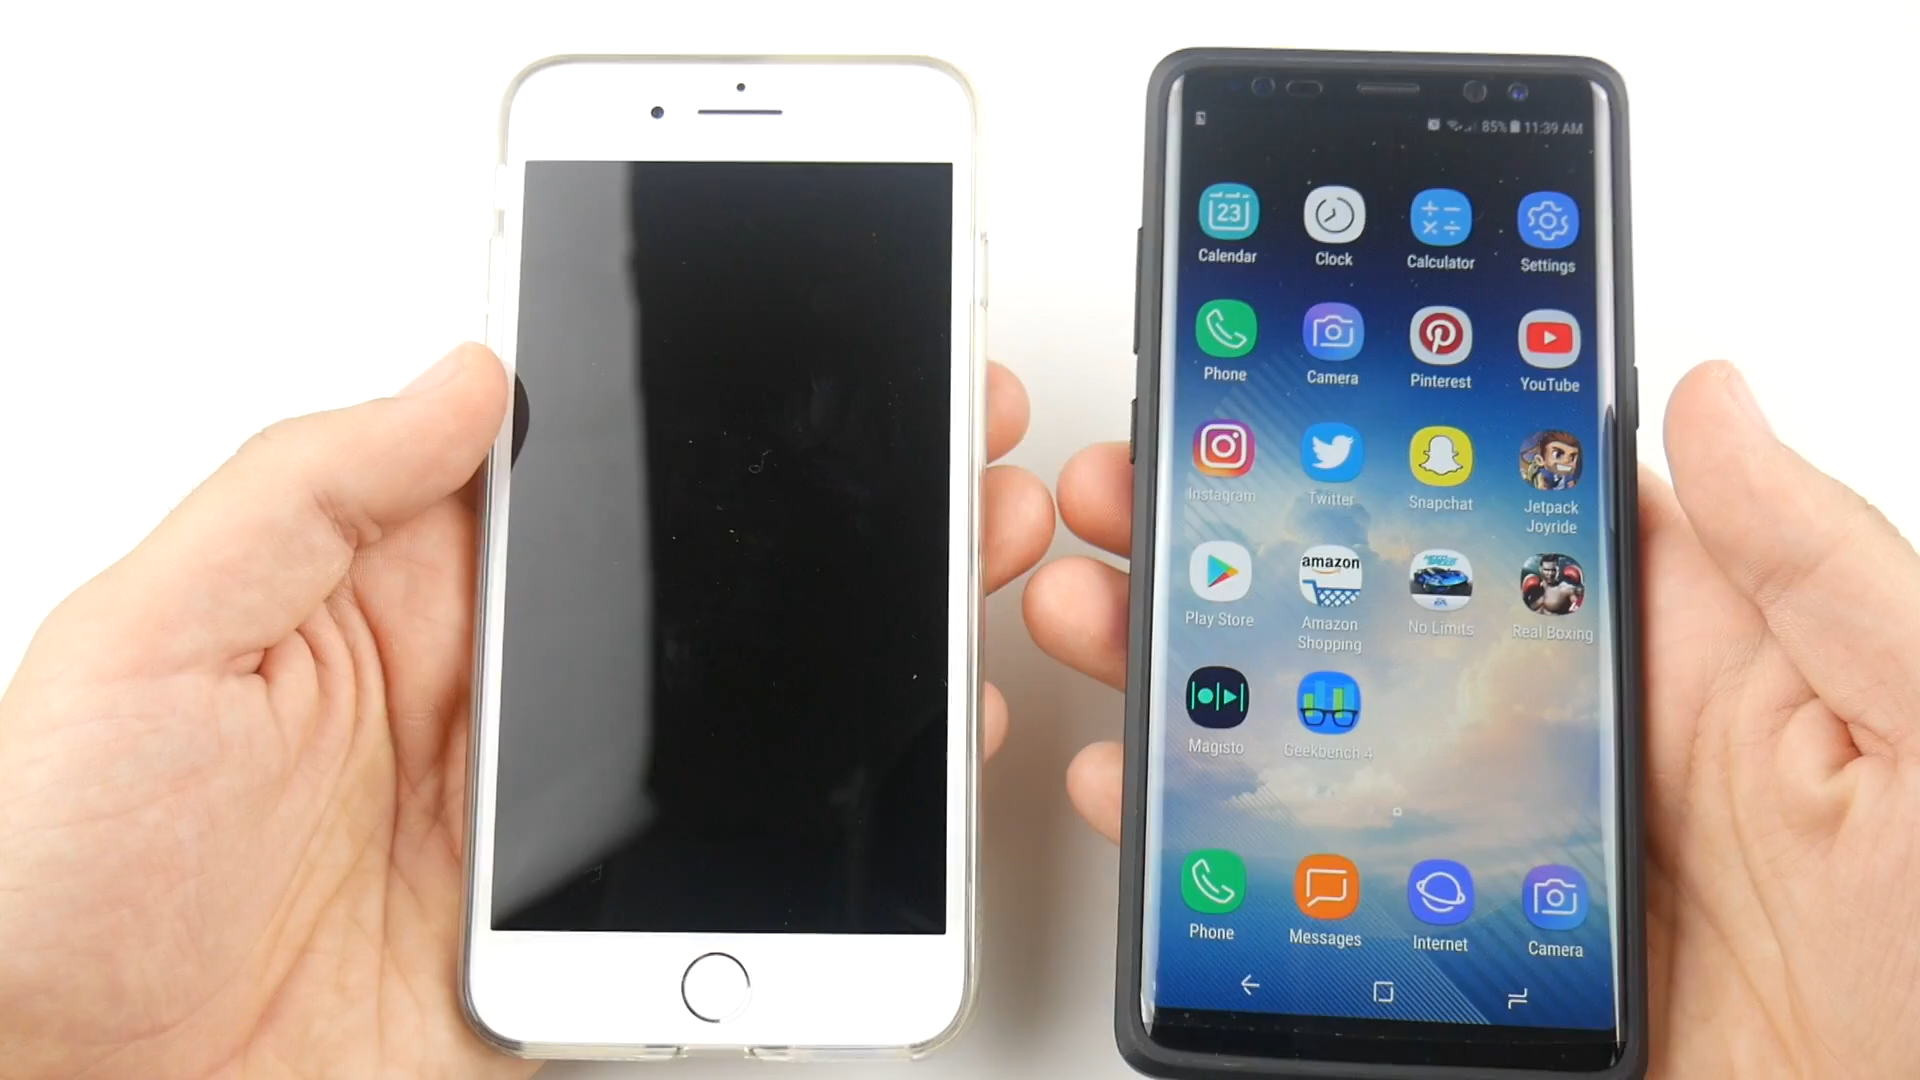 85% 11:39 AM
23
Calendar Clock Calculator Settings
Phone Camera Pinterest YouTube
Instagram Twitter Snapchat Jetpack
Joyride
amazon
Play Store Amazon No Limits Real Boxing
Shopping
Magisto Geekbench 4
Phone Messages Internet Camera